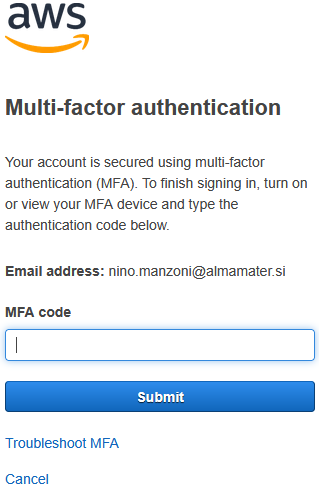 aws
Multi-factor authentication
Your account is secured using multi-factor
authentication (MFA). To finish signing in, turn on
or view your MFA device and type the
authentication code below.
Email address: nino.manzoni@almamater.si
MFA code
Submit
Troubleshoot MFA
Cancel